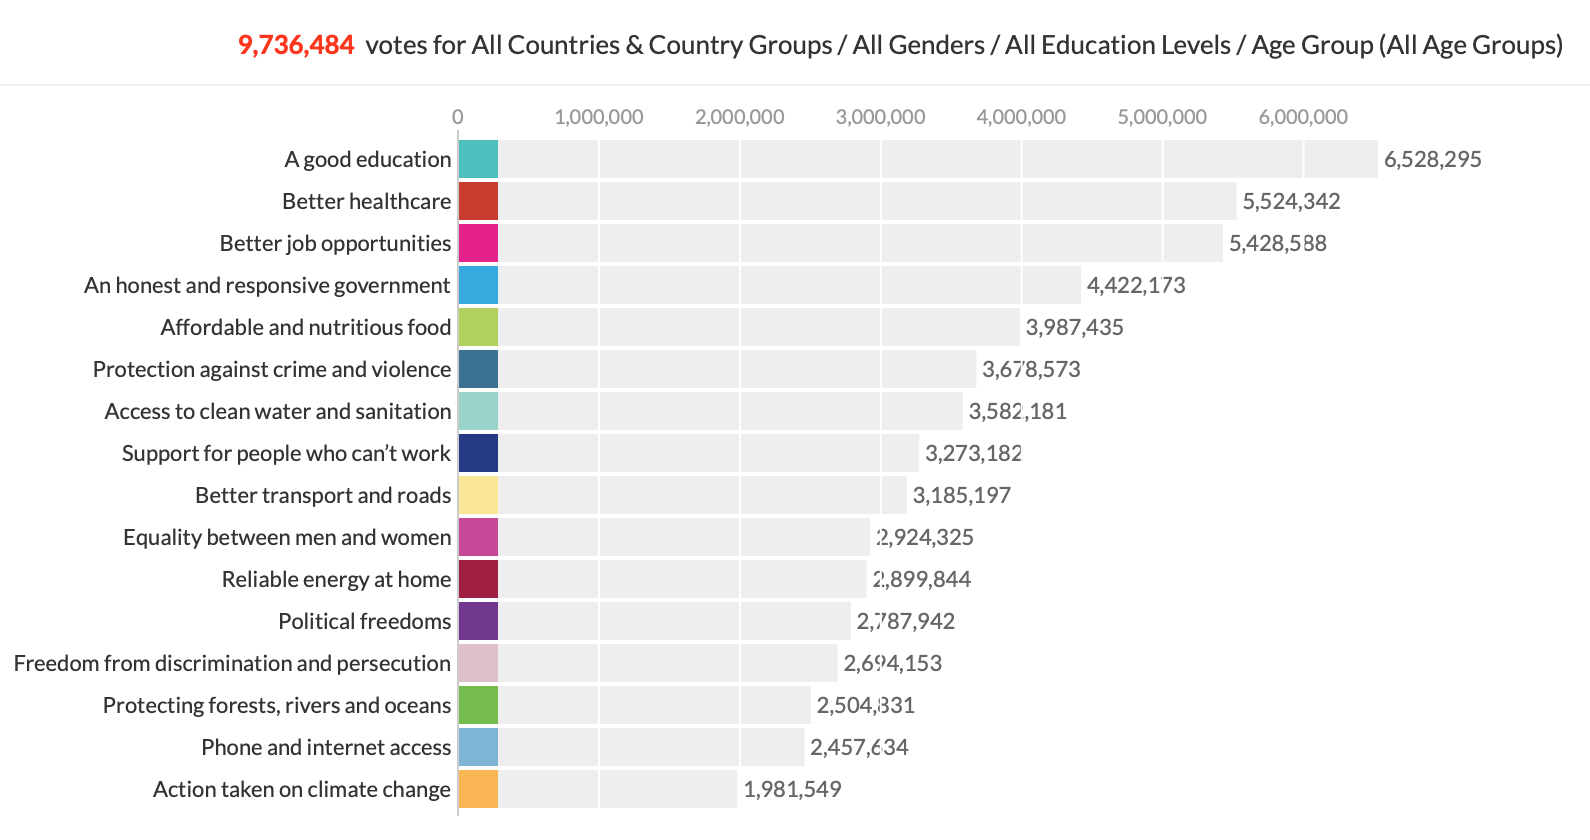 9,736,484 votes for All Countries & Country Groups / All Genders / All Education Levels / Age Group (All Age Groups)
0 1,000,000 2,000,000 3,000,000 4,000,000 5,000,000 6,000,000
A good education 6,528,295
Better healthcare 5,524,342
Better job opportunities 5,428,588
An honest and responsive government 4,422,173
Affordable and nutritious food 3,987,435
Protection against crime and violence 3,678,573
Access to clean water and sanitation 3,582,181
Support for people who can’t work 3,273,182
Better transport and roads 3,185,197
Equality between men and women 2,924,325
Reliable energy at home 2,899,844
Political freedoms 2,787,942
Freedom from discrimination and persecution 2,694,153
Protecting forests, rivers and oceans 2,504,831
Phone and internet access 2,457,634
Action taken on climate change 1,981,549